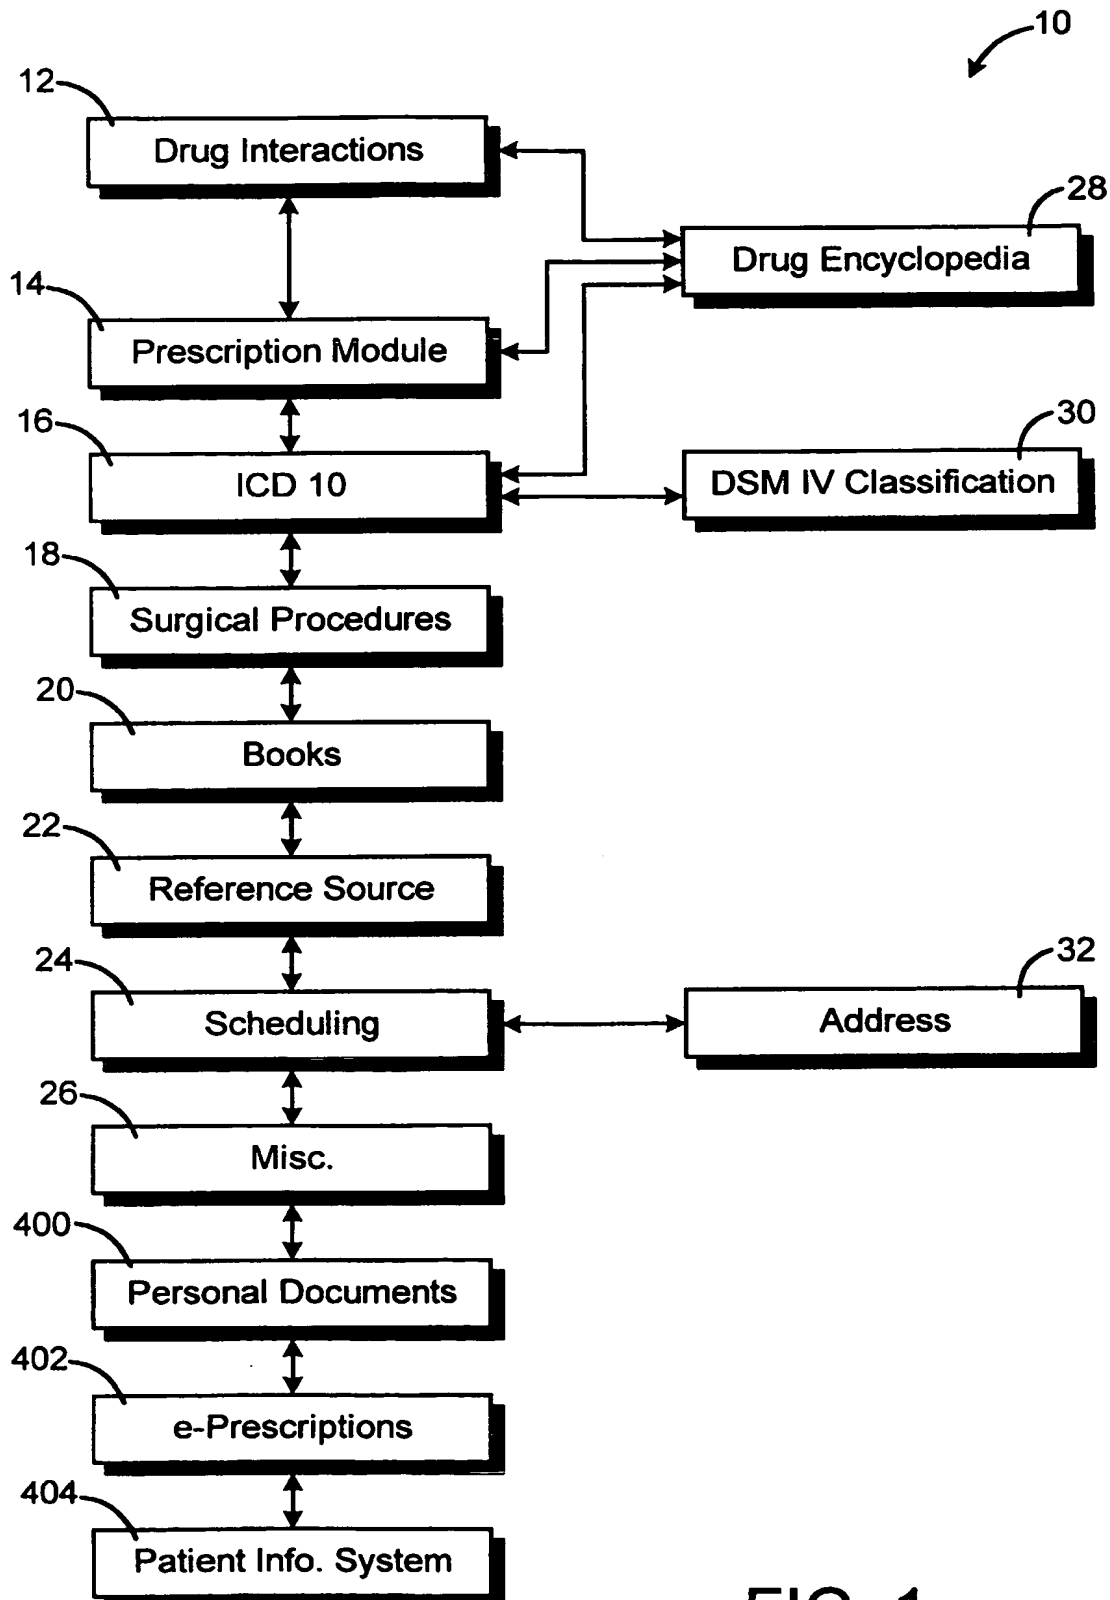 10
12
Drug Interactions
28
Drug Encyclopedia
14
Prescription Module
16
ICD 10
30
DSM IV Classification
18
Surgical Procedures
20
Books
22
Reference Source
24
Scheduling
32
Address
26
Misc.
400
Personal Documents
402
e-Prescriptions
404
Patient Info. System
FIG. 1